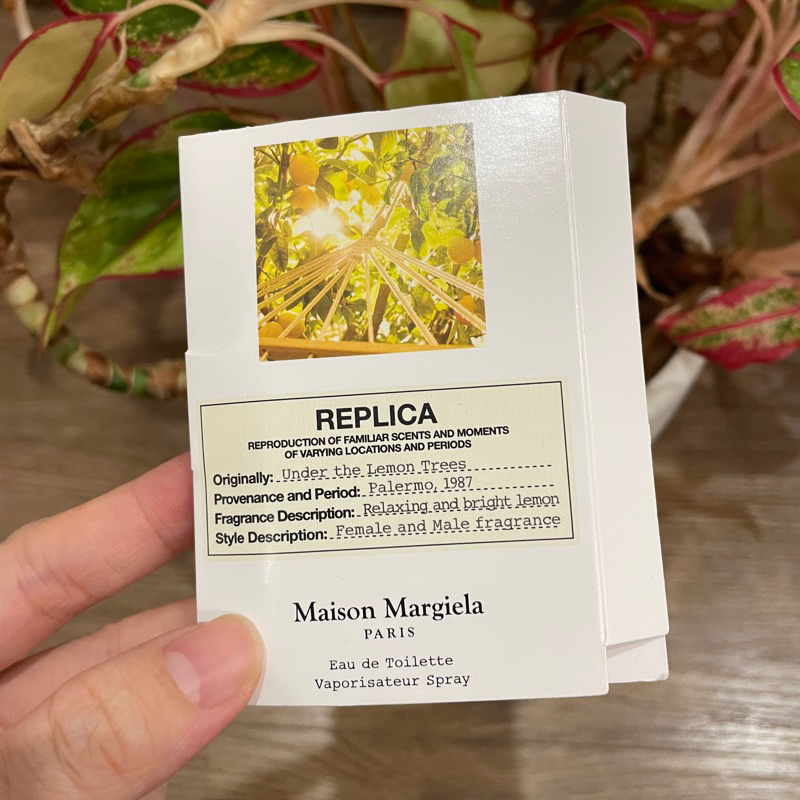 REPLICA
REPRODUCTION OF FAMILIAR SCENTS AND MOMENTS
OF VARYING LOCATIONS AND PERIODS
Originally: Under the Lemon Trees
Provenance and Period: Palermo, 1987
Fragrance Description: Relaxing and bright lemon
Style Description: Female and Male fragrance
Maison Margiela
PARIS
Eau de Toilette
Vaporisateur Spray